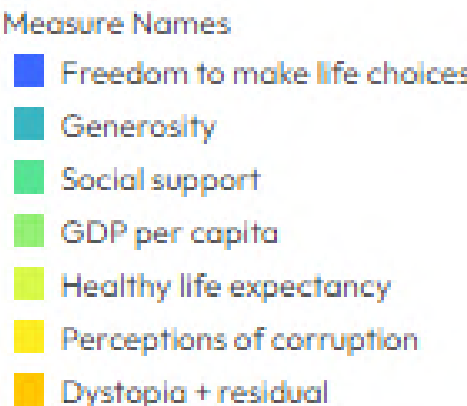 Measure Names
Freedom to make life choices
Generosity
Social support
GDP per capita
Healthy life expectancy
Perceptions of corruption
Dystopia + residual